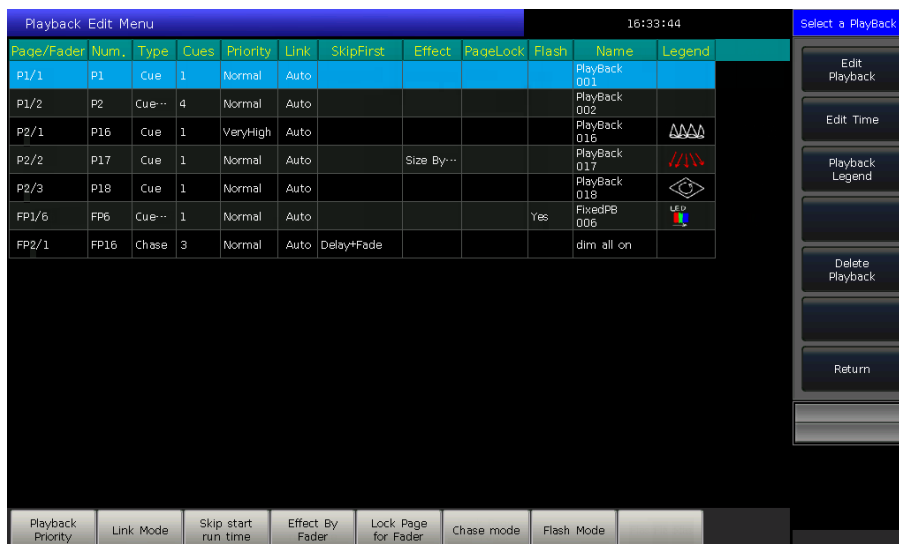 Playback Edit Menu 16:33:44 Select a PlayBack
Page/Fader Num. Type Cues Priority Link SkipFirst Effect PageLock Flash Name Legend
P1/1 P1 Cue 1 Normal Auto PlayBack 001
P1/2 P2 Cue··· 4 Normal Auto PlayBack 002
P2/1 P16 Cue 1 VeryHigh Auto PlayBack 016
P2/2 P17 Cue 1 Normal Auto Size By··· PlayBack 017
P2/3 P18 Cue 1 Normal Auto PlayBack 018
FP1/6 FP6 Cue··· 1 Normal Auto Yes FixedPB 006 LED
FP2/1 FP16 Chase 3 Normal Auto Delay+Fade dim all on
Edit
Playback
Edit Time
Playback
Legend
Delete
Playback
Return
Playback
Priority
Link Mode
Skip start
run time
Effect By
Fader
Lock Page
for Fader
Chase mode
Flash Mode